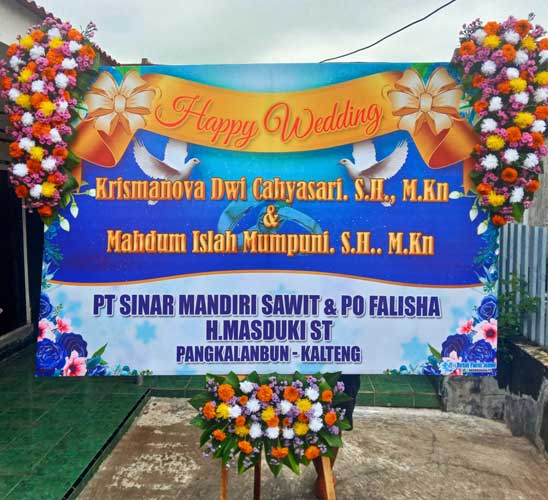 Happy Wedding
Krismanova Dwi Cahyasari. S.H., M.Kn
&
Mahdum Islah Mumpuni. S.H.. M.Kn
PT SINAR MANDIRI SAWIT & PO FALISHA
H.MASDUKI ST
PANGKALANBUN - KALTENG